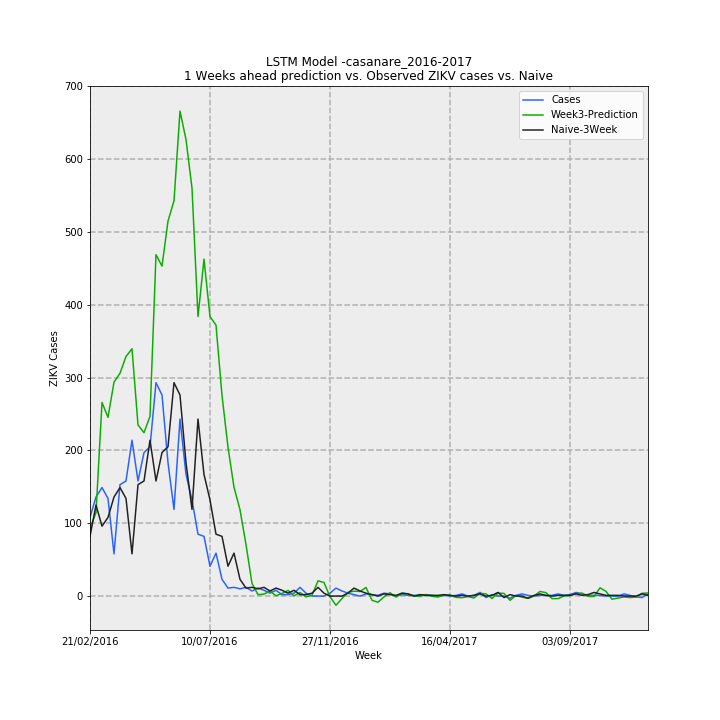 LSTM Model -casanare_2016-2017
1 Weeks ahead prediction vs. Observed ZIKV cases vs. Naive
Cases
Week3-Prediction
Naive-3Week
ZIKV Cases
700
600
500
400
300
200
100
0
21/02/2016
10/07/2016
27/11/2016
16/04/2017
03/09/2017
Week